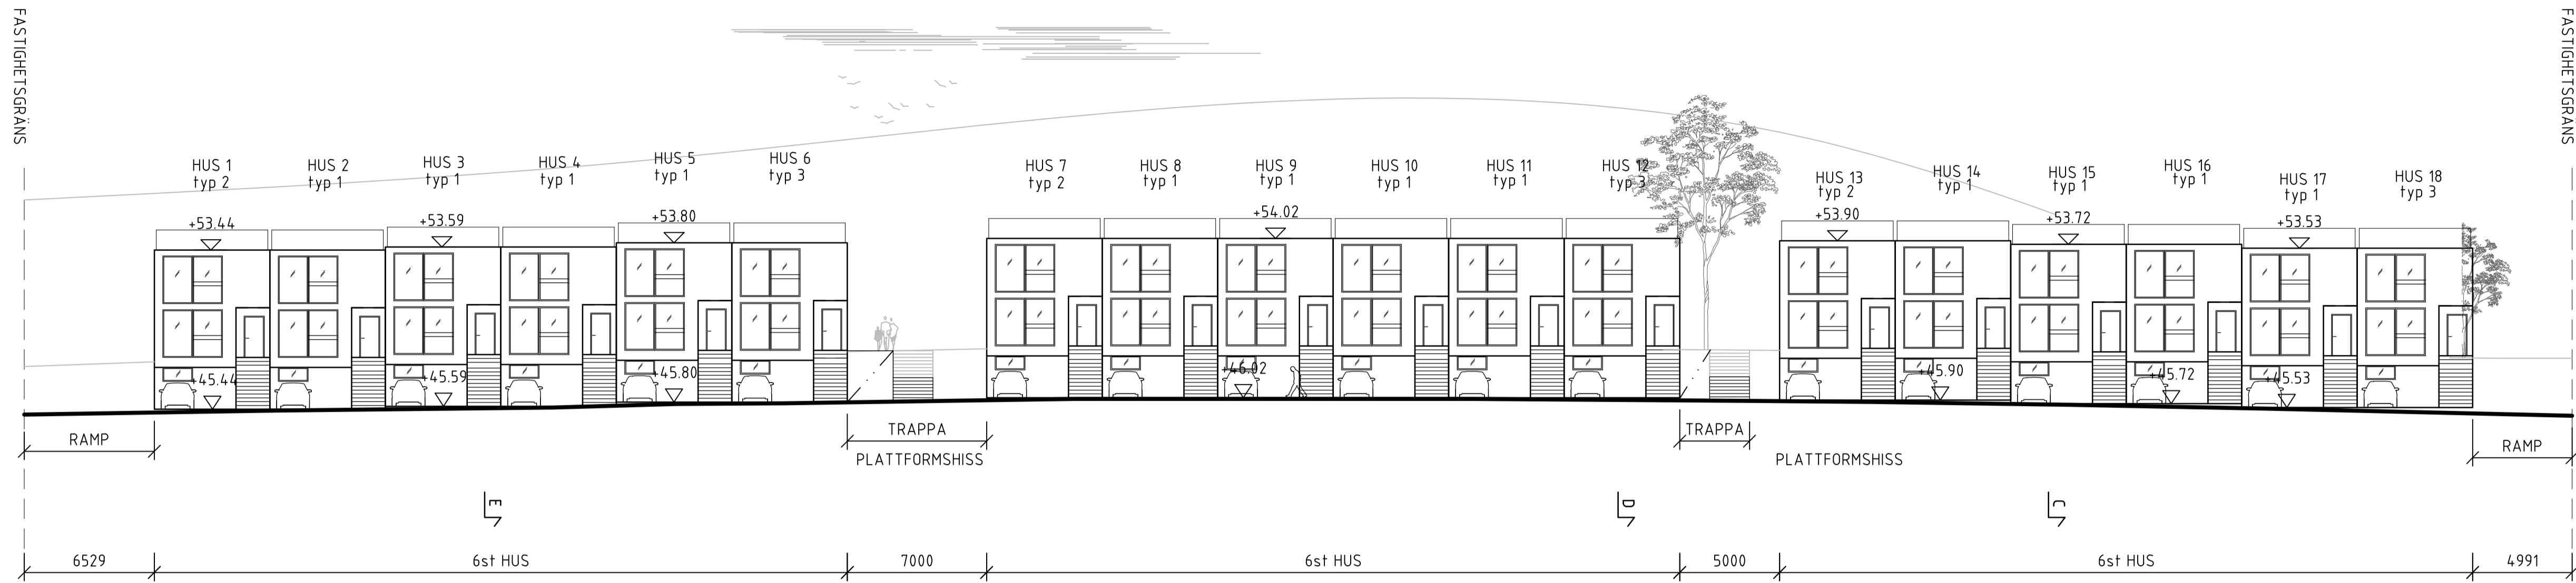 FASTIGHETSGRÄNS
FASTIGHETSGRÄNS
HUS 1
typ 2
HUS 2
typ 1
HUS 3
typ 1
HUS 4
typ 1
HUS 5
typ 1
HUS 6
typ 3
HUS 7
typ 2
HUS 8
typ 1
HUS 9
typ 1
HUS 10
typ 1
HUS 11
typ 1
HUS 12
typ 3
HUS 13
typ 2
HUS 14
typ 1
HUS 15
typ 1
HUS 16
typ 1
HUS 17
typ 1
HUS 18
typ 3
+53.44
+53.59
+53.80
+54.02
+53.90
+53.72
+53.53
+45.44
+45.59
+45.80
+46.02
+45.90
+45.72
+45.53
RAMP
TRAPPA
TRAPPA
RAMP
PLATTFORMSHISS
PLATTFORMSHISS
E
D
C
6529
6st HUS
7000
6st HUS
5000
6st HUS
4991